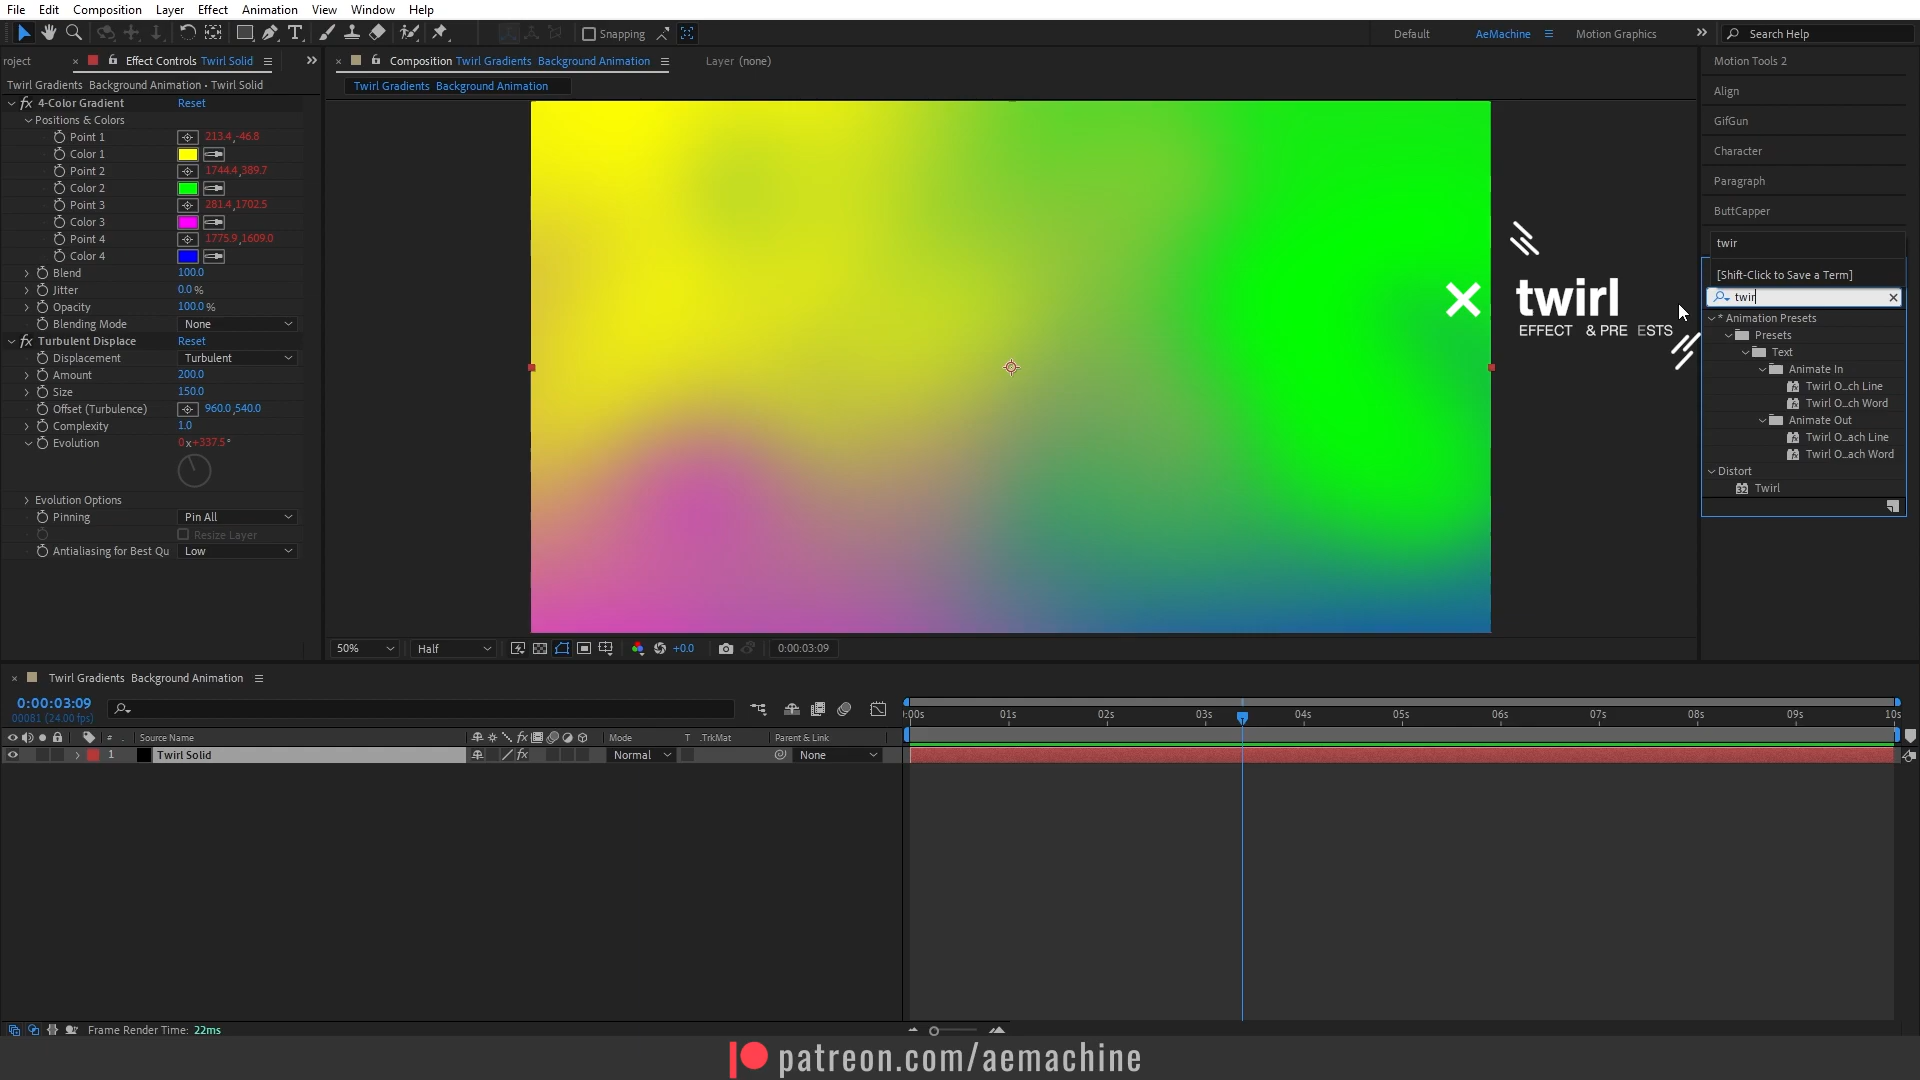 File Edit Composition Layer Effect Animation View Window Help
Snapping
Default AeMachine Motion Graphics Search Help
roject Effect Controls Twirl Solid
Composition Twirl Gradients Background Animation Layer (none)
Twirl Gradients Background Animation • Twirl Solid
Twirl Gradients Background Animation
fx 4-Color Gradient Reset
Positions & Colors
Point 1 213.4,-46.8
Color 1
Point 2 1744.4,389.7
Color 2
Point 3 281.4,1702.5
Color 3
Point 4 1775.9,1609.0
Color 4
Blend 100.0
Jitter 0.0 %
Opacity 100.0 %
Blending Mode None
fx Turbulent Displace Reset
Displacement Turbulent
Amount 200.0
Size 150.0
Offset (Turbulence) 960.0,540.0
Complexity 1.0
Evolution 0x+337.5°
Evolution Options
Pinning Pin All
Resize Layer
Antialiasing for Best Qu Low
twirl
EFFECT & PRE ESTS
Motion Tools 2
Align
GifGun
Character
Paragraph
ButtCapper
twir
[Shift-Click to Save a Term]
twir
* Animation Presets
Presets
Text
Animate In
Twirl O...ch Line
Twirl O...ch Word
Animate Out
Twirl O...ach Line
Twirl O...ach Word
Distort
32 Twirl
50% Half +0.0 0:00:03:09
Twirl Gradients Background Animation
0:00:03:09
00081 (24.00 fps)
:00s 01s 02s 03s 04s 05s 06s 07s 08s 09s 10s
# Source Name fx Mode T .TrkMat Parent & Link
1 Twirl Solid fx Normal None
Frame Render Time: 22ms
patreon.com/aemachine